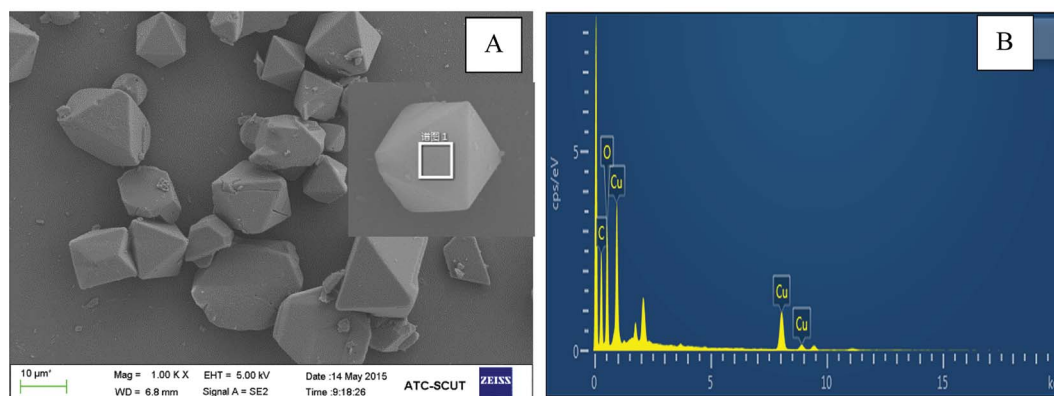 A
谱图 1
10 μm*
Mag = 1.00 K X
EHT = 5.00 kV
Date :14 May 2015
WD = 6.8 mm
Signal A = SE2
Time :9:18:26
ATC-SCUT
ZEISS
B
cps/eV
5
0
C
O
Cu
Cu
Cu
0
5
10
15